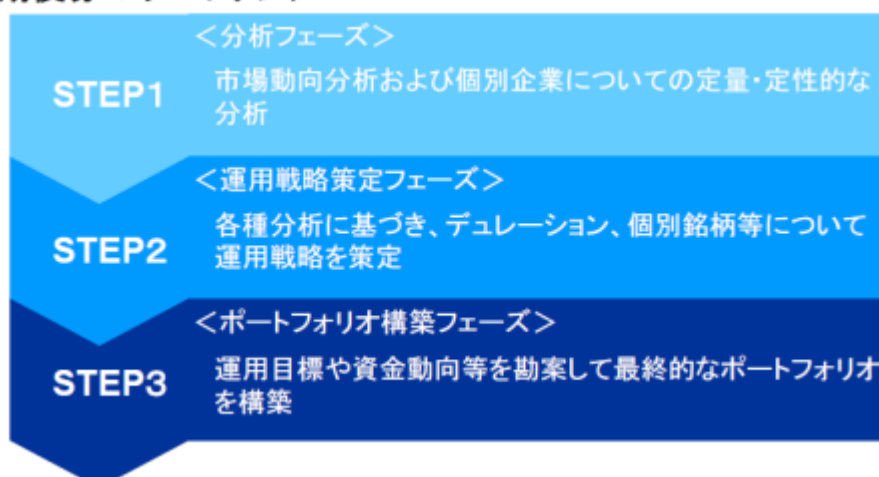 ＜分析フェーズ＞
STEP1
市場動向分析および個別企業についての定量・定性的な
分析
＜運用戦略策定フェーズ＞
STEP2
各種分析に基づき、デュレーション、個別銘柄等について
運用戦略を策定
＜ポートフォリオ構築フェーズ＞
STEP3
運用目標や資金動向等を勘案して最終的なポートフォリオ
を構築